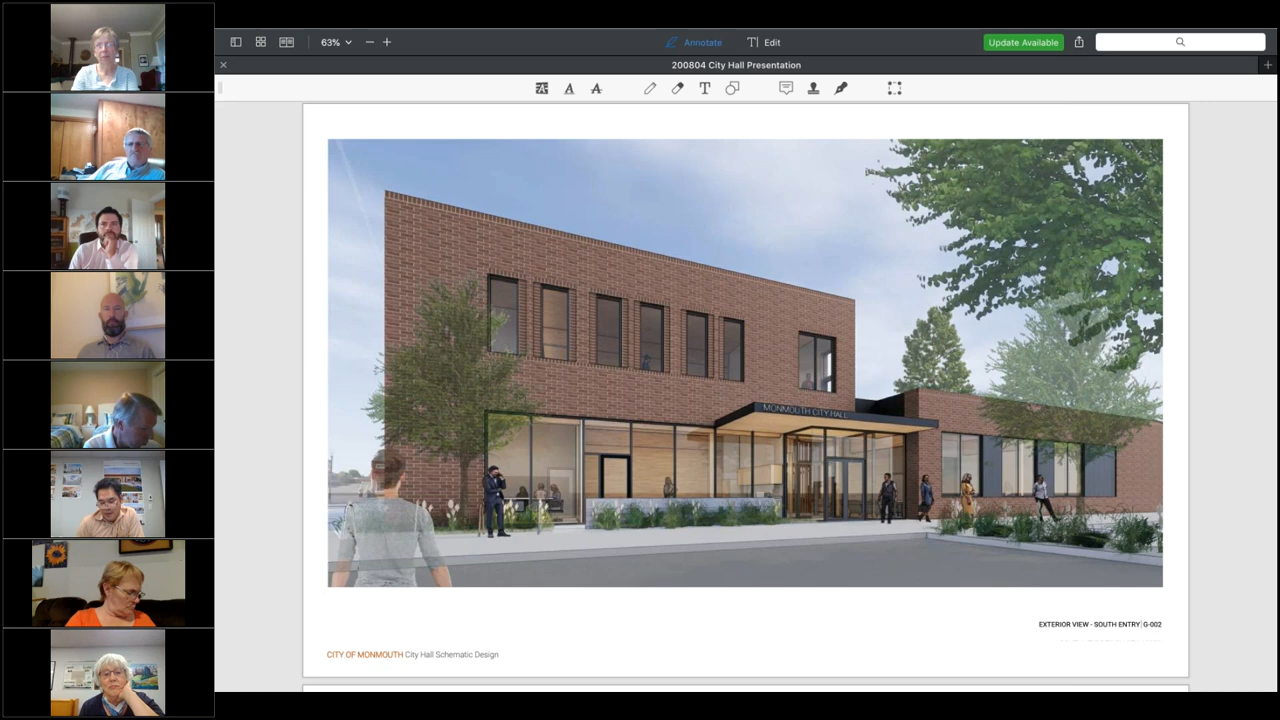 63%
Annotate
Edit
Update Available
200804 City Hall Presentation
MONMOUTH CITY HALL
EXTERIOR VIEW - SOUTH ENTRY G-002
CITY OF MONMOUTH City Hall Schematic Design